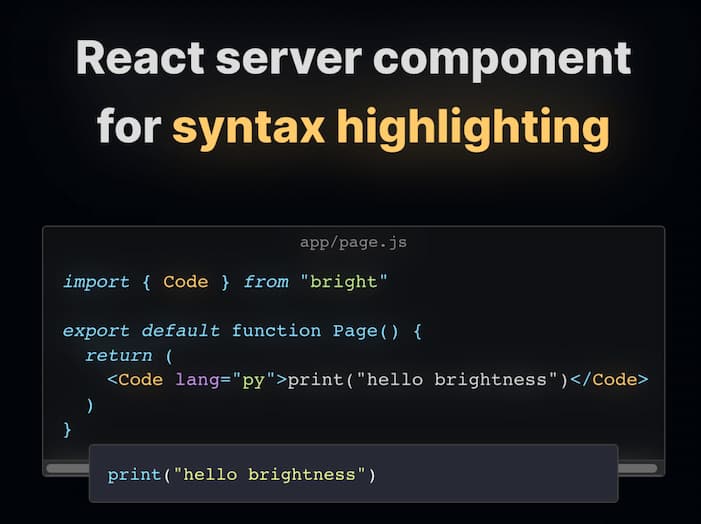 React server component
for syntax highlighting
app/page.js
import { Code } from "bright"
export default function Page() {
return (
<Code lang="py">print("hello brightness")</Code>
)
}
print("hello brightness")